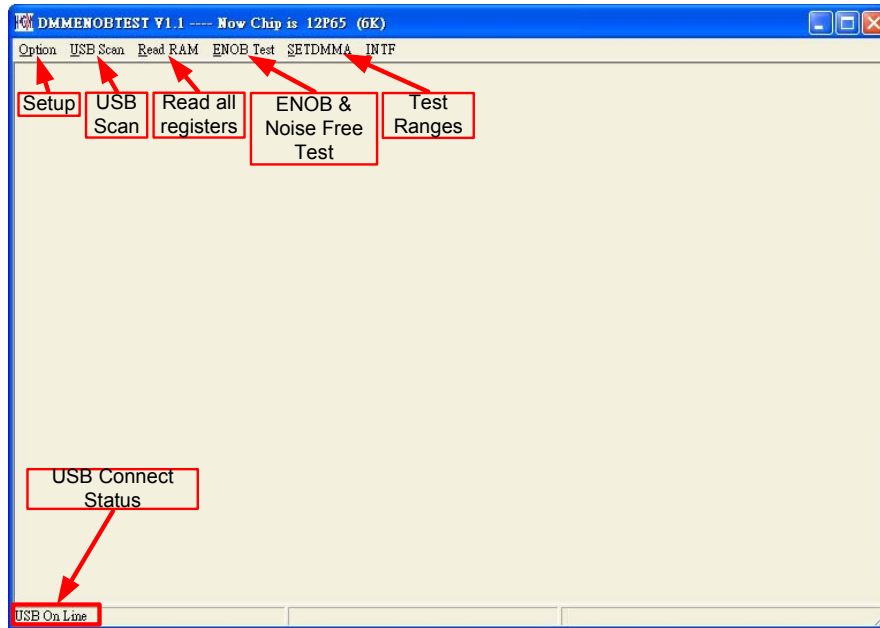 DMMENOBTEST V1.1 ---- Now Chip is 12P65 (6K)
Option USB Scan Read RAM ENOB Test SETDMMA INTF
Setup
USB
Scan
Read all
registers
ENOB &
Noise Free
Test
Test
Ranges
USB Connect
Status
USB On Line